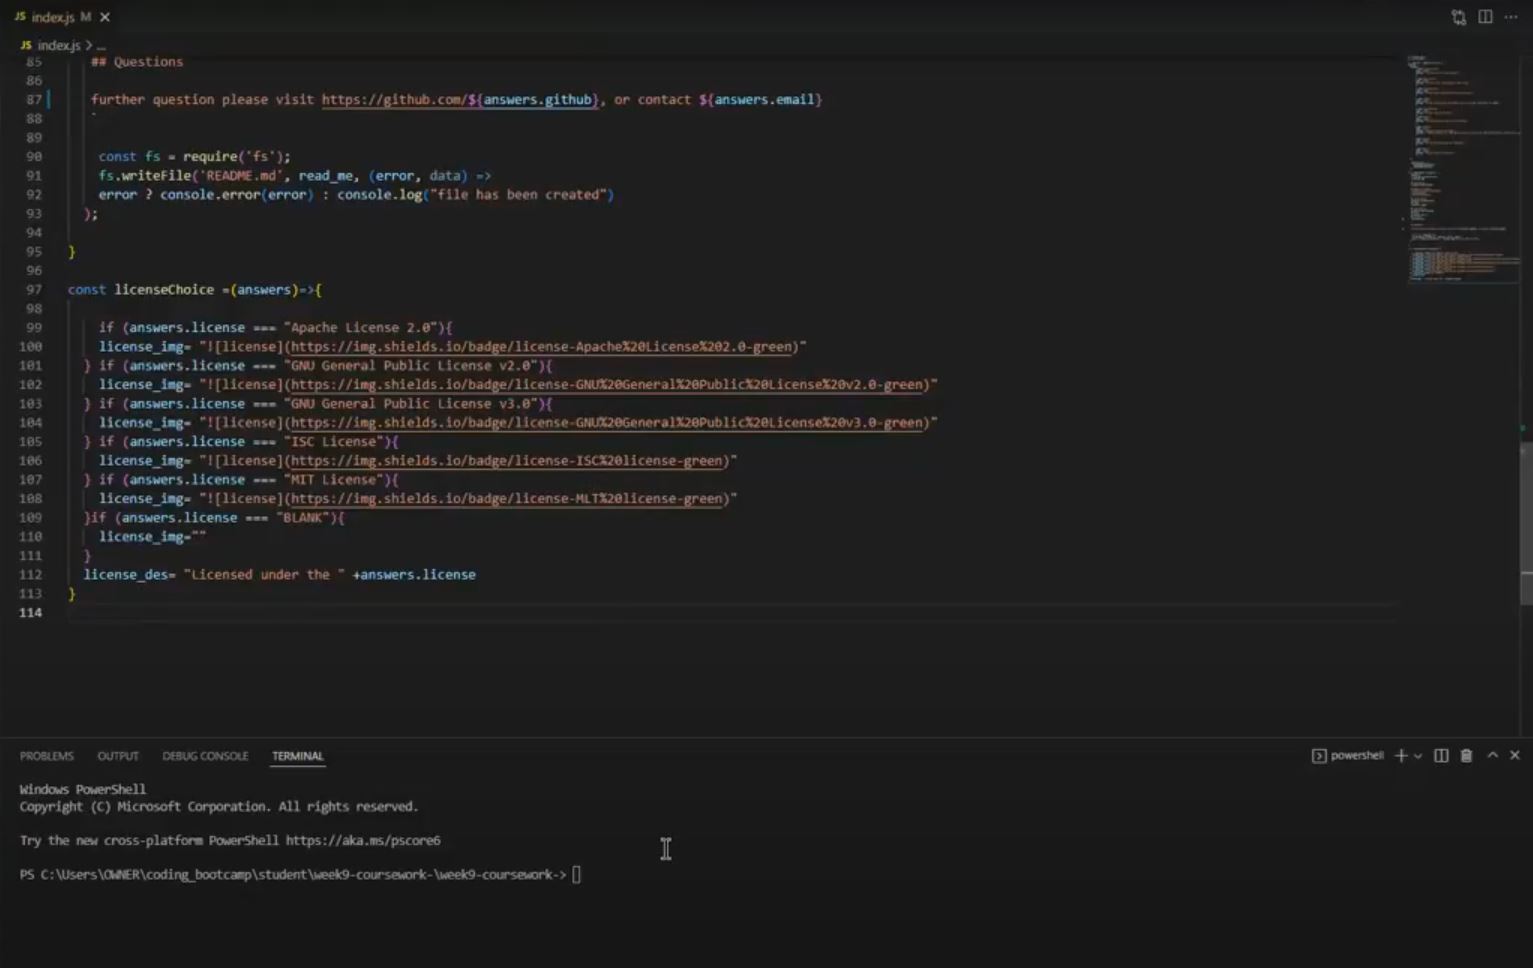 JS index.js M ×
JS index.js > ...
85 ## Questions
86
87 further question please visit https://github.com/${answers.github}, or contact ${answers.email}
88 `
89
90 const fs = require('fs');
91 fs.writeFile('README.md', read_me, (error, data) =>
92 error ? console.error(error) : console.log("file has been created")
93 );
94
95 }
96
97 const licenseChoice =(answers)=>{
98
99 if (answers.license === "Apache License 2.0"){
100 license_img= "![license](https://img.shields.io/badge/license-Apache%20License%202.0-green)"
101 } if (answers.license === "GNU General Public License v2.0"){
102 license_img= "![license](https://img.shields.io/badge/license-GNU%20General%20Public%20License%20v2.0-green)"
103 } if (answers.license === "GNU General Public License v3.0"){
104 license_img= "![license](https://img.shields.io/badge/license-GNU%20General%20Public%20License%20v3.0-green)"
105 } if (answers.license === "ISC License"){
106 license_img= "![license](https://img.shields.io/badge/license-ISC%20license-green)"
107 } if (answers.license === "MIT License"){
108 license_img= "![license](https://img.shields.io/badge/license-MLT%20license-green)"
109 }if (answers.license === "BLANK"){
110 license_img=""
111 }
112 license_des= "Licensed under the " +answers.license
113 }
114
PROBLEMS OUTPUT DEBUG CONSOLE TERMINAL powershell
Windows PowerShell
Copyright (C) Microsoft Corporation. All rights reserved.
Try the new cross-platform PowerShell https://aka.ms/pscore6
PS C:\Users\OWNER\coding_bootcamp\student\week9-coursework-\week9-coursework->